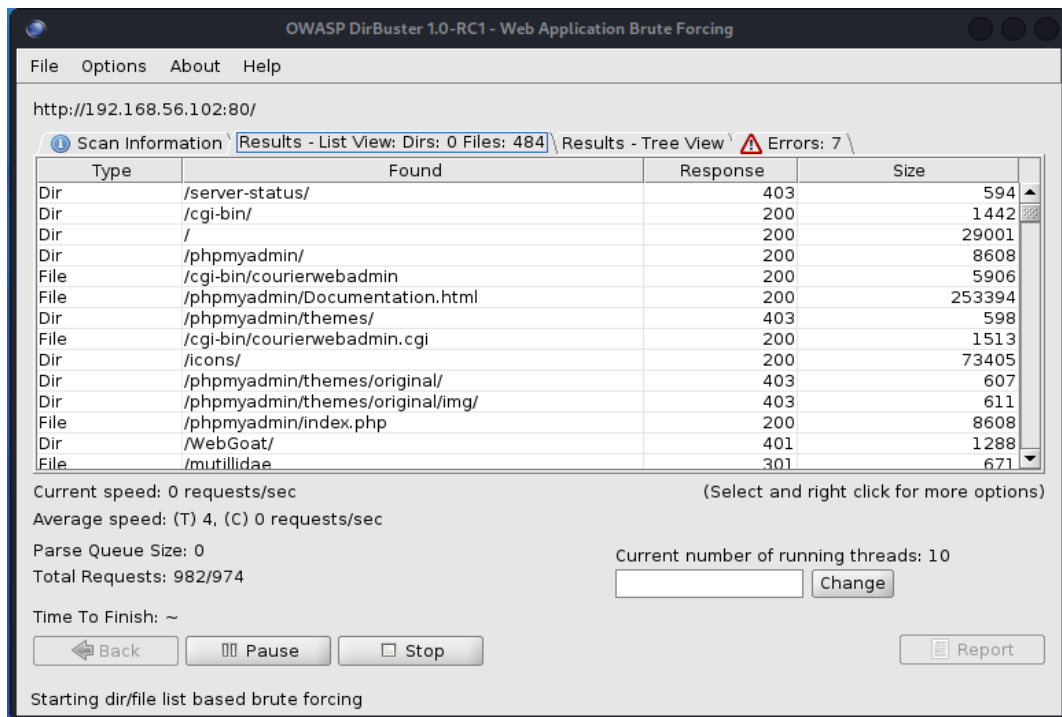 OWASP DirBuster 1.0-RC1 - Web Application Brute Forcing
File Options About Help
http://192.168.56.102:80/
Scan Information Results - List View: Dirs: 0 Files: 484 Results - Tree View Errors: 7
Type Found Response Size
Dir /server-status/ 403 594
Dir /cgi-bin/ 200 1442
Dir / 200 29001
Dir /phpmyadmin/ 200 8608
File /cgi-bin/courierwebadmin 200 5906
File /phpmyadmin/Documentation.html 200 253394
Dir /phpmyadmin/themes/ 403 598
File /cgi-bin/courierwebadmin.cgi 200 1513
Dir /icons/ 200 73405
Dir /phpmyadmin/themes/original/ 403 607
Dir /phpmyadmin/themes/original/img/ 403 611
File /phpmyadmin/index.php 200 8608
Dir /WebGoat/ 401 1288
File /mutillidae 301 671
Current speed: 0 requests/sec (Select and right click for more options)
Average speed: (T) 4, (C) 0 requests/sec
Parse Queue Size: 0
Current number of running threads: 10
Total Requests: 982/974
Change
Time To Finish: ~
Back Pause Stop Report
Starting dir/file list based brute forcing